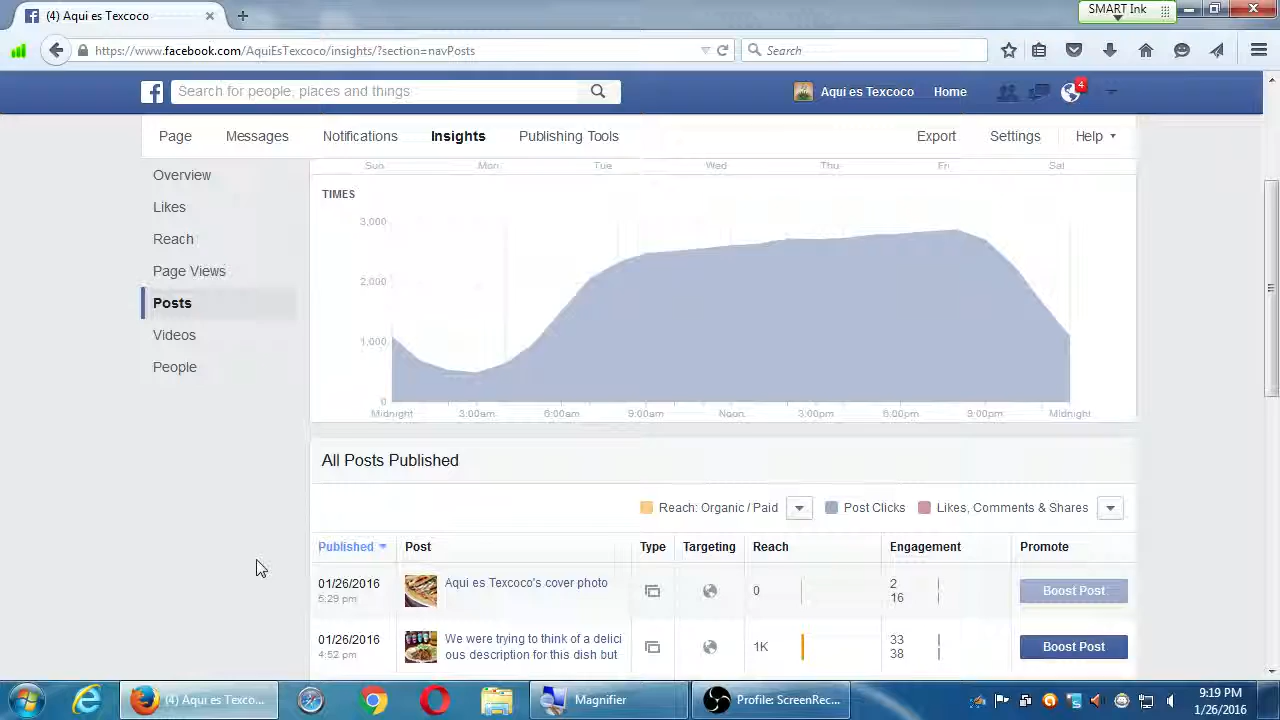 (4) Aqui es Texcoco
SMART Ink
https://www.facebook.com/AquiEsTexcoco/insights/?section=navPosts
Search
Search for people, places and things
Aqui es Texcoco
Home
4
Page
Messages
Notifications
Insights
Publishing Tools
Export
Settings
Help
Sun Mon Tue Wed Thu Fri Sat
Overview
Likes
Reach
Page Views
Posts
Videos
People
TIMES
3,000
2,000
1,000
0
Midnight 3:00am 6:00am 9:00am Noon 3:00pm 6:00pm 9:00pm Midnight
All Posts Published
Reach: Organic / Paid
Post Clicks
Likes, Comments & Shares
Published Post Type Targeting Reach Engagement Promote
01/26/2016
5:29 pm
Aqui es Texcoco's cover photo
0
2
16
Boost Post
01/26/2016
4:52 pm
We were trying to think of a delici
ous description for this dish but
1K
33
38
Boost Post
(4) Aqui es Texco...
Magnifier
Profile: ScreenRec...
9:19 PM
1/26/2016